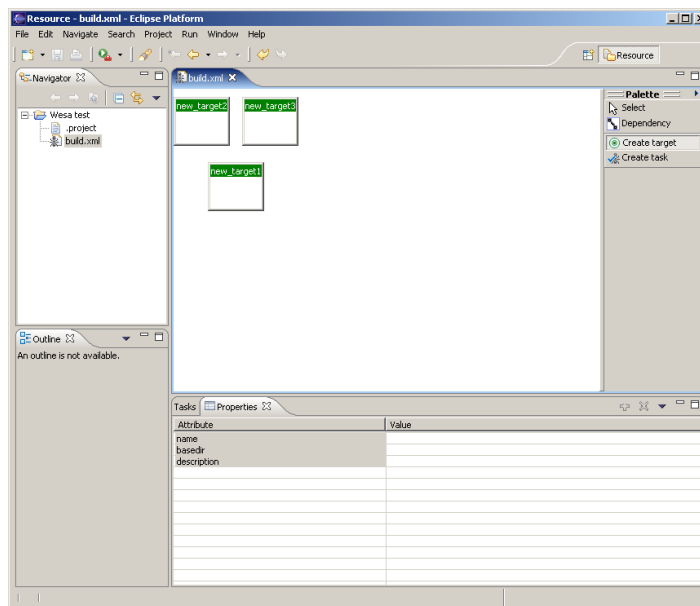 Resource - build.xml - Eclipse Platform
File Edit Navigate Search Project Run Window Help
Resource
Navigator
Wesa test
.project
build.xml
build.xml
new_target2
new_target3
new_target1
Palette
Select
Dependency
Create target
Create task
Outline
An outline is not available.
Tasks Properties
Attribute Value
name
basedir
description